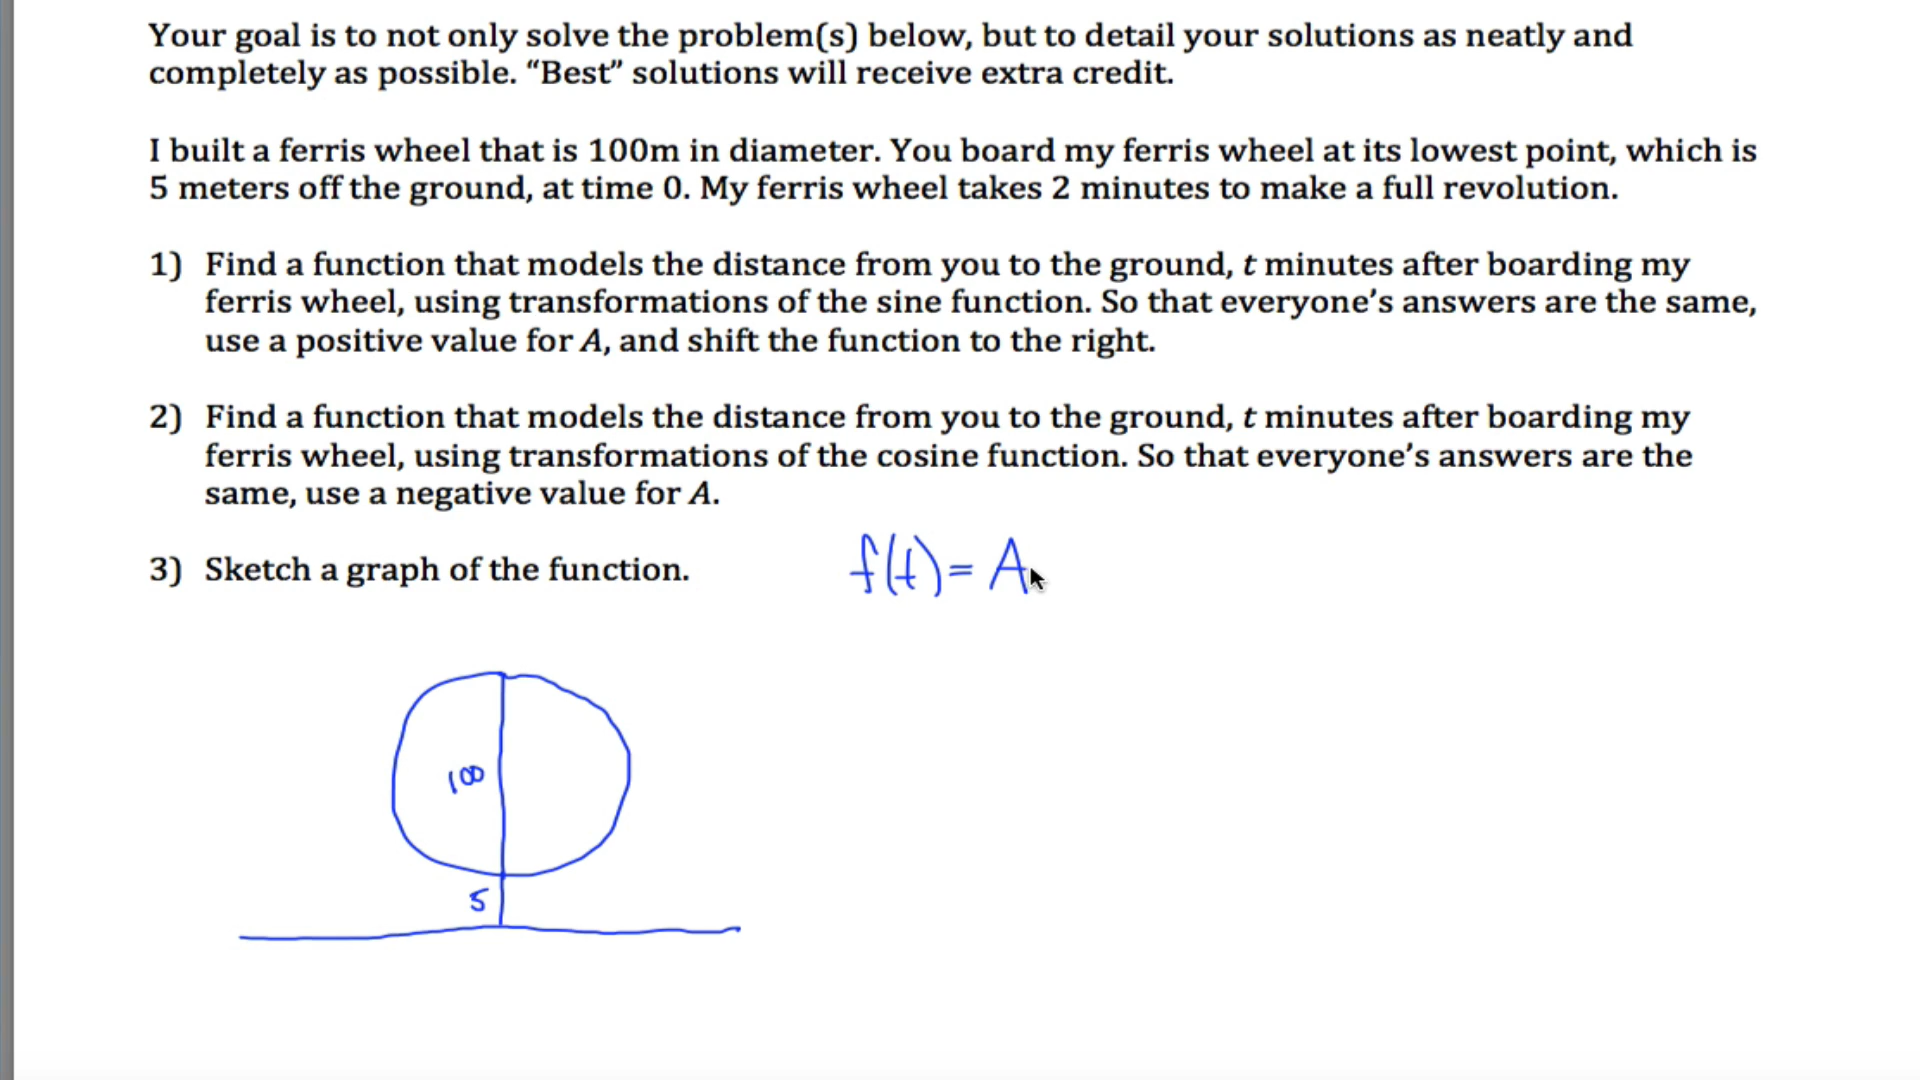 Your goal is to not only solve the problem(s) below, but to detail your solutions as neatly and
completely as possible. “Best” solutions will receive extra credit.
I built a ferris wheel that is 100m in diameter. You board my ferris wheel at its lowest point, which is
5 meters off the ground, at time 0. My ferris wheel takes 2 minutes to make a full revolution.
1) Find a function that models the distance from you to the ground, t minutes after boarding my
ferris wheel, using transformations of the sine function. So that everyone’s answers are the same,
use a positive value for A, and shift the function to the right.
2) Find a function that models the distance from you to the ground, t minutes after boarding my
ferris wheel, using transformations of the cosine function. So that everyone’s answers are the
same, use a negative value for A.
3) Sketch a graph of the function.
f(t) = A
100
5